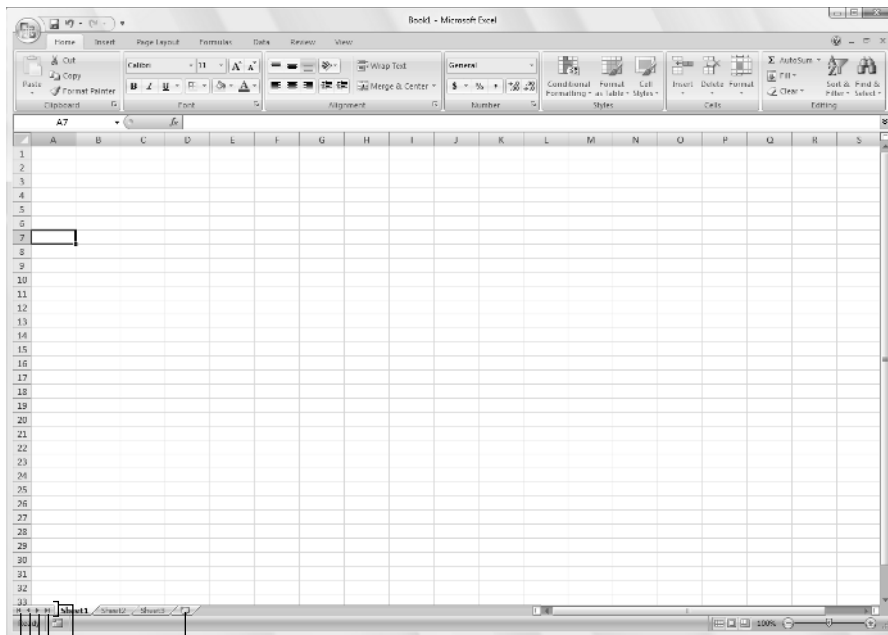 Book1 - Microsoft Excel
Home Insert Page Layout Formulas Data Review View
Paste
Cut
Copy
Format Painter
Clipboard
Calibri 11
B I U
Font
Wrap Text
Merge & Center
Alignment
General
$ % ,
Number
Conditional Formatting
Format as Table
Cell Styles
Styles
Insert Delete Format
Cells
AutoSum
Fill
Clear
Sort & Filter
Find & Select
Editing
A7 fx
A B C D E F G H I J K L M N O P Q R S
1
2
3
4
5
6
7
8
9
10
11
12
13
14
15
16
17
18
19
20
21
22
23
24
25
26
27
28
29
30
31
32
33
Sheet1 Sheet2 Sheet3
Ready 100%